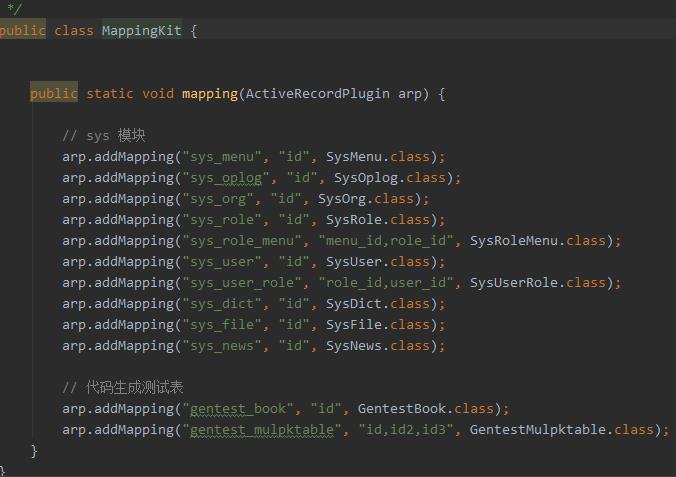 */
public class MappingKit {
public static void mapping(ActiveRecordPlugin arp) {
// sys 模块
arp.addMapping("sys_menu", "id", SysMenu.class);
arp.addMapping("sys_oplog", "id", SysOplog.class);
arp.addMapping("sys_org", "id", SysOrg.class);
arp.addMapping("sys_role", "id", SysRole.class);
arp.addMapping("sys_role_menu", "menu_id,role_id", SysRoleMenu.class);
arp.addMapping("sys_user", "id", SysUser.class);
arp.addMapping("sys_user_role", "role_id,user_id", SysUserRole.class);
arp.addMapping("sys_dict", "id", SysDict.class);
arp.addMapping("sys_file", "id", SysFile.class);
arp.addMapping("sys_news", "id", SysNews.class);
// 代码生成测试表
arp.addMapping("gentest_book", "id", GentestBook.class);
arp.addMapping("gentest_mulpktable", "id,id2,id3", GentestMulpktable.class);
}
}